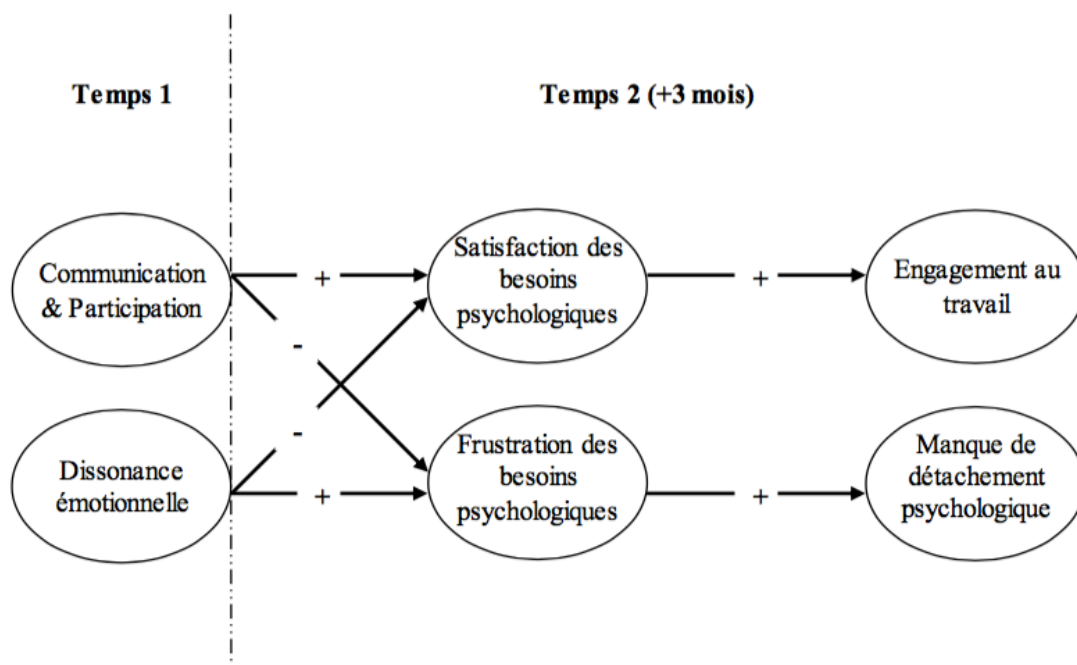 Temps 1
Temps 2 (+3 mois)
Communication
& Participation
+
Satisfaction des
besoins
psychologiques
+
Engagement au
travail
-
-
Dissonance
émotionnelle
+
Frustration des
besoins
psychologiques
+
Manque de
détachement
psychologique